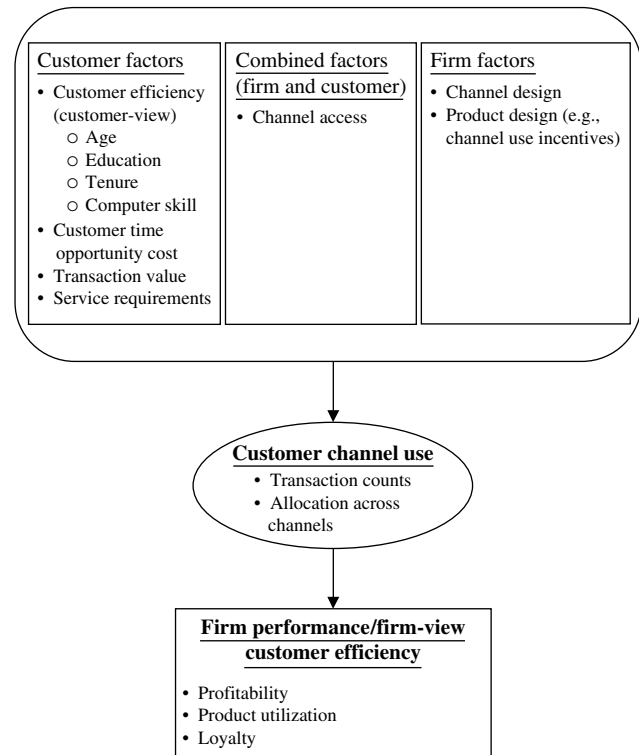 Customer factors
• Customer efficiency
(customer-view)
○ Age
○ Education
○ Tenure
○ Computer skill
• Customer time
opportunity cost
• Transaction value
• Service requirements
Combined factors
(firm and customer)
• Channel access
Firm factors
• Channel design
• Product design (e.g.,
channel use incentives)
Customer channel use
• Transaction counts
• Allocation across
channels
Firm performance/firm-view
customer efficiency
• Profitability
• Product utilization
• Loyalty